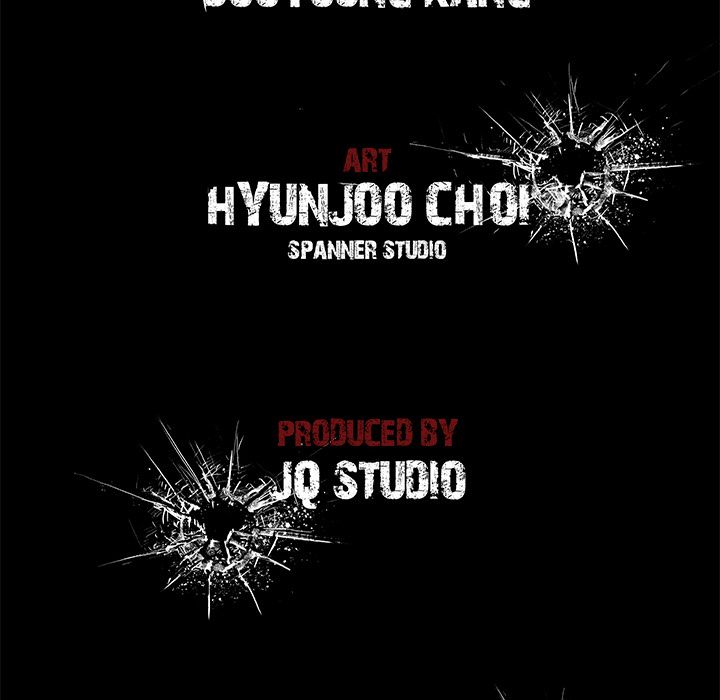 ART
HYUNJOO CHOI
SPANNER STUDIO
PRODUCED BY
JQ STUDIO